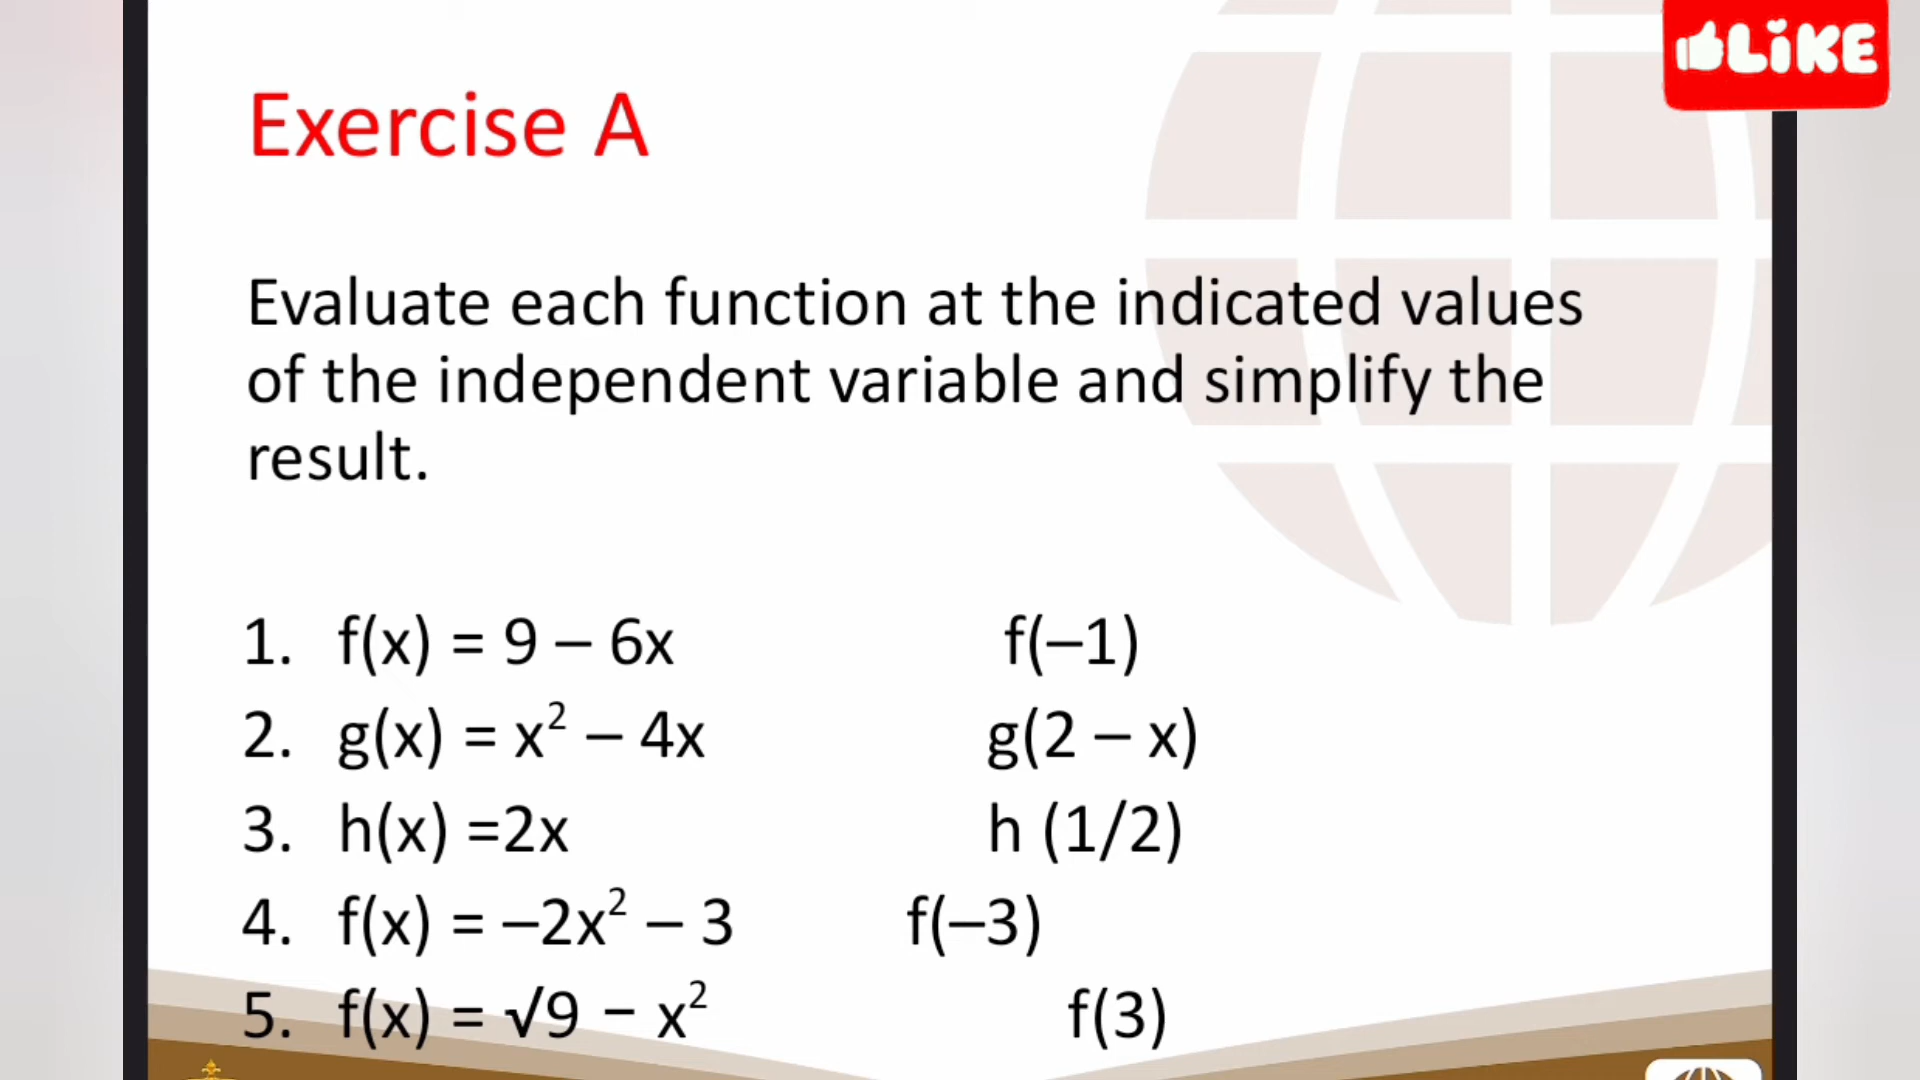 LiKE
Exercise A
Evaluate each function at the indicated values
of the independent variable and simplify the
result.
1. f(x) = 9 – 6x f(–1)
2. g(x) = x² – 4x g(2 – x)
3. h(x) =2x h (1/2)
4. f(x) = –2x² – 3 f(–3)
5. f(x) = √9 − x² f(3)